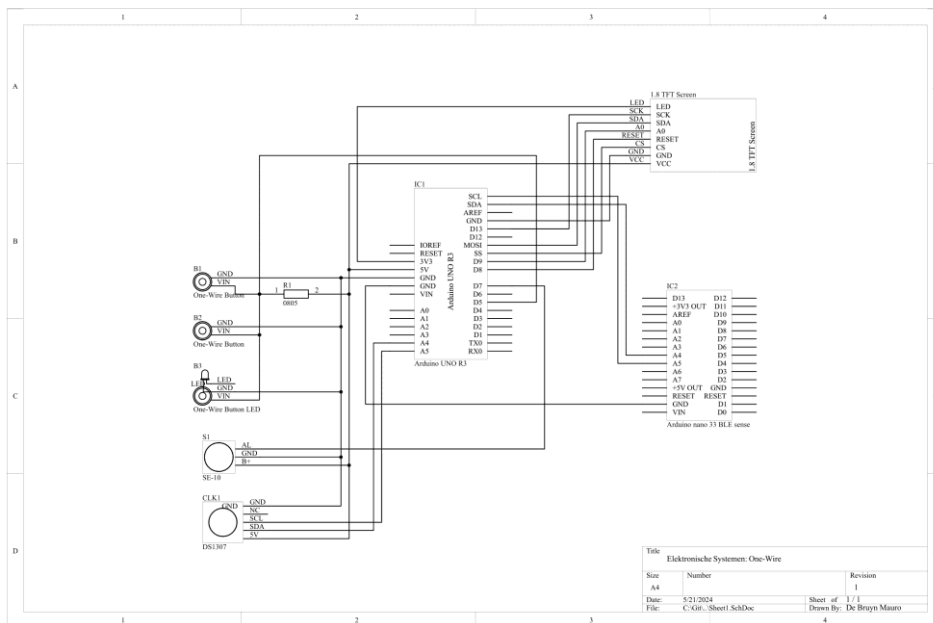 1 2 3 4
A
B
C
D
1.8 TFT Screen
LED
SCK
SDA
A0
RESET
CS
GND
VCC
LED
SCK
SDA
A0
RESET
CS
GND
VCC
1.8 TFT Screen
IC1
IOREF
RESET
3V3
5V
GND
GND
VIN
A0
A1
A2
A3
A4
A5
Arduino UNO R3
SCL
SDA
AREF
GND
D13
D12
MOSI
SS
D9
D8
D7
D6
D5
D4
D3
D2
D1
TX0
RX0
Arduino UNO R3
B1
GND
VIN
One-Wire Button
1 R1 2
0805
B2
GND
VIN
One-Wire Button
B3
LED
LED
GND
VIN
One-Wire Button LED
S1
AL
GND
B+
SE-10
CLK1
GND
GND
NC
SCL
SDA
5V
DS1307
IC2
D13 D12
+3V3 OUT D11
AREF D10
A0 D9
A1 D8
A2 D7
A3 D6
A4 D5
A5 D4
A6 D3
A7 D2
+5V OUT GND
RESET RESET
GND D1
VIN D0
Arduino nano 33 BLE sense
Title
Elektronische Systemen: One-Wire
Size Number Revision
A4 1
Date: 5/21/2024 Sheet of 1 / 1
File: C:\Git\..\Sheet1.SchDoc Drawn By: De Bruyn Mauro
1 2 3 4
A
B
C
D